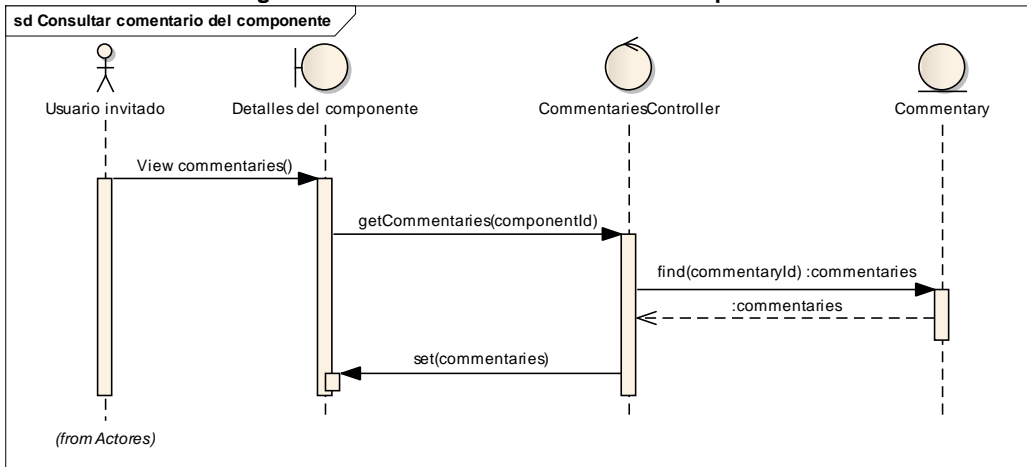 sd Consultar comentario del componente
Usuario invitado
Detalles del componente
CommentariesController
Commentary
View commentaries()
getCommentaries(componentId)
find(commentaryId) :commentaries
:commentaries
set(commentaries)
(from Actores)